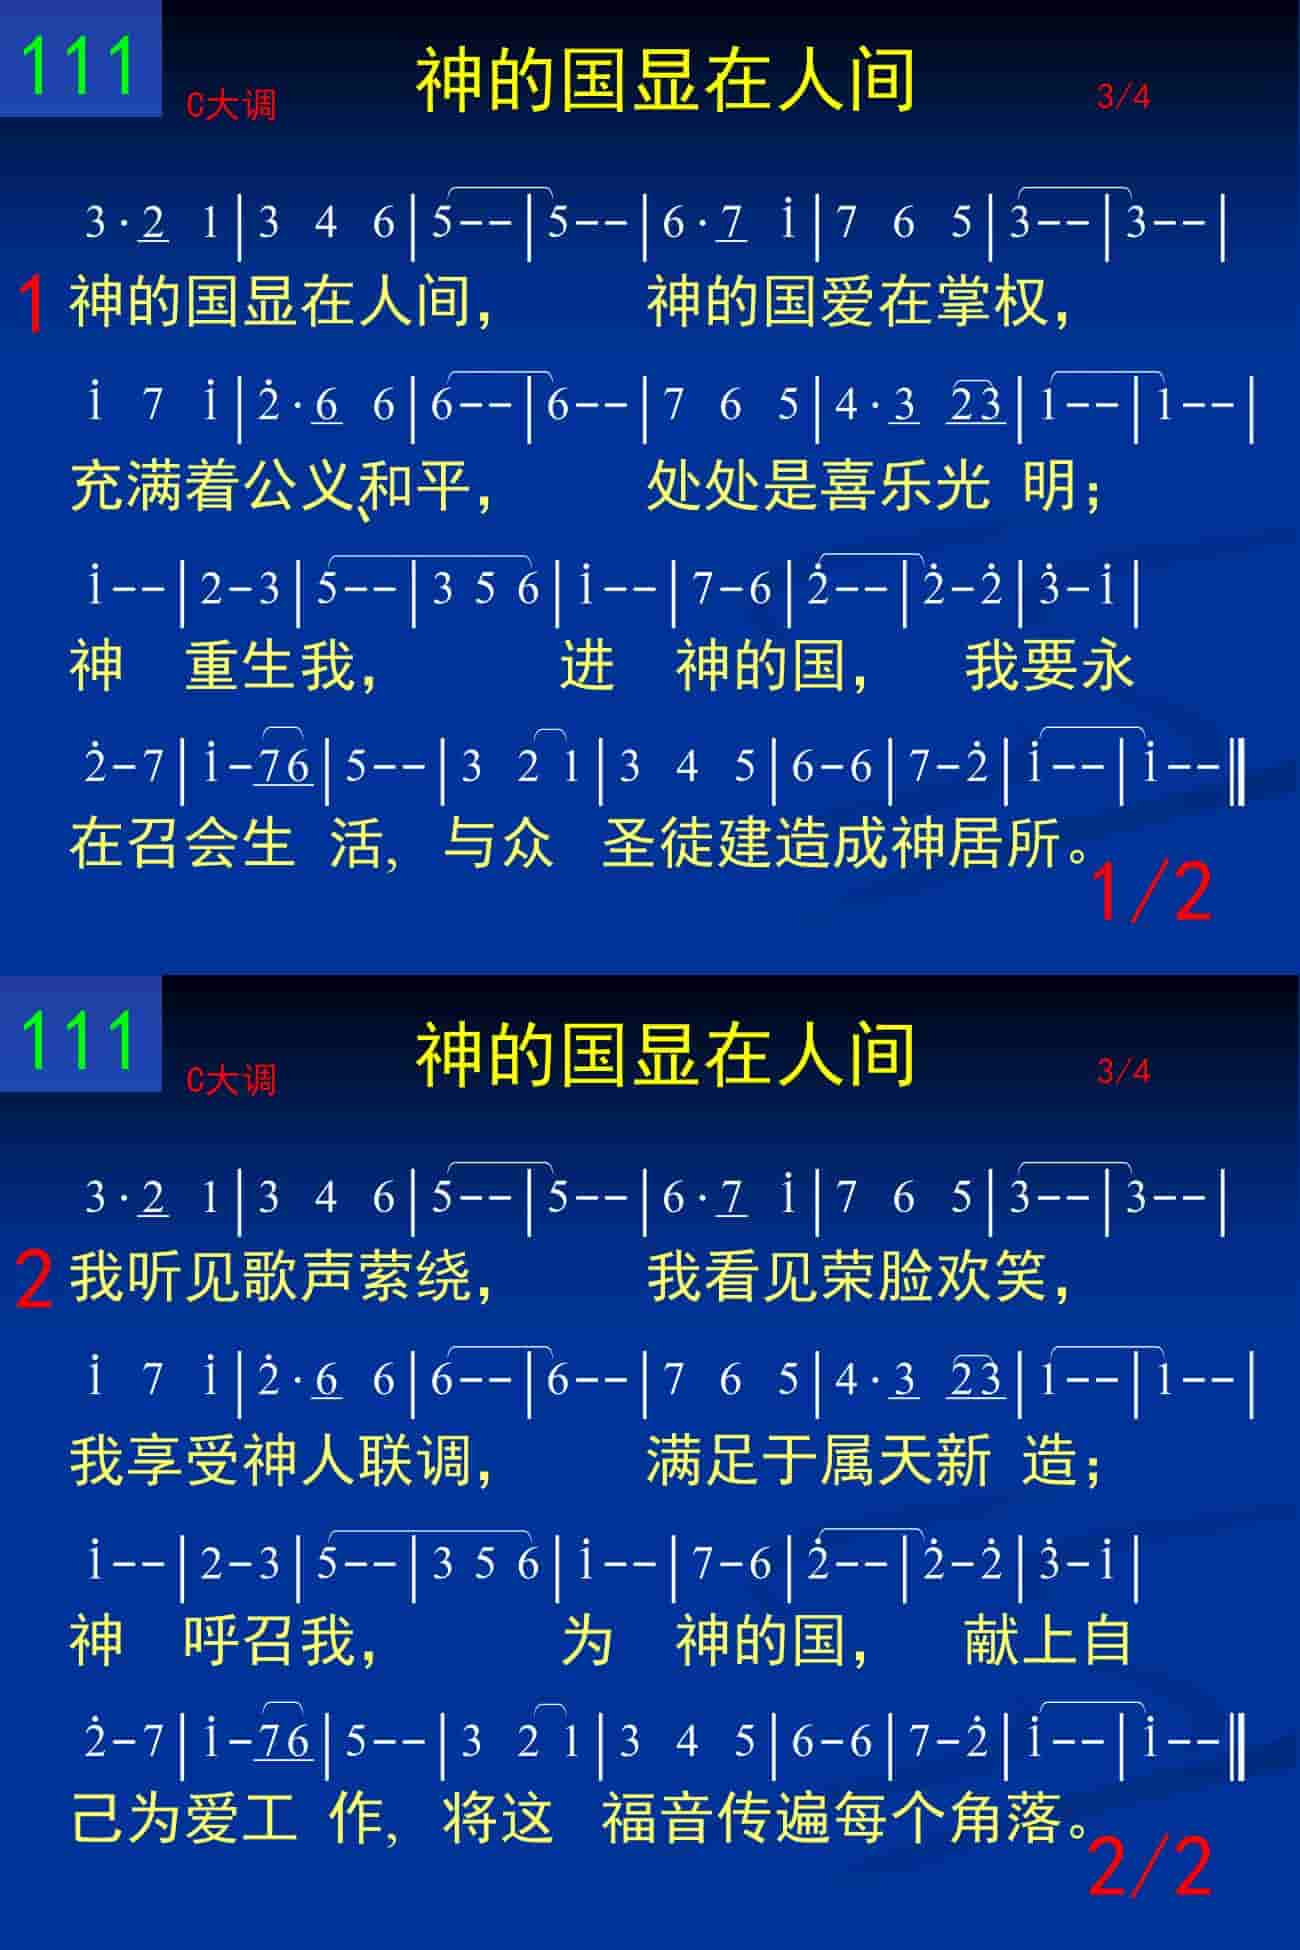 111 C大调 神的国显在人间 3/4
3·2 1|3 4 6|5--|5--|6·7 i̇|7 6 5|3--|3--|
1 神的国显在人间， 神的国爱在掌权，
i̇ 7 i̇|2̇·6 6|6--|6--|7 6 5|4·3 23|1--|1--|
充满着公义、和平， 处处是喜乐光 明；
i̇--|2-3|5--|3 5 6|i̇--|7-6|2̇--|2̇-2̇|3̇-i̇|
神 重生我， 进 神的国， 我要永
2̇-7|i̇-76|5--|3 2 1|3 4 5|6-6|7-2̇|i̇--|i̇--‖
在召会生 活, 与众 圣徒建造成神居所。
1/2
111 C大调 神的国显在人间 3/4
3·2 1|3 4 6|5--|5--|6·7 i̇|7 6 5|3--|3--|
2 我听见歌声萦绕， 我看见荣脸欢笑，
i̇ 7 i̇|2̇·6 6|6--|6--|7 6 5|4·3 23|1--|1--|
我享受神人联调， 满足于属天新 造；
i̇--|2-3|5--|3 5 6|i̇--|7-6|2̇--|2̇-2̇|3̇-i̇|
神 呼召我， 为 神的国， 献上自
2̇-7|i̇-76|5--|3 2 1|3 4 5|6-6|7-2̇|i̇--|i̇--‖
己为爱工 作, 将这 福音传遍每个角落。
2/2